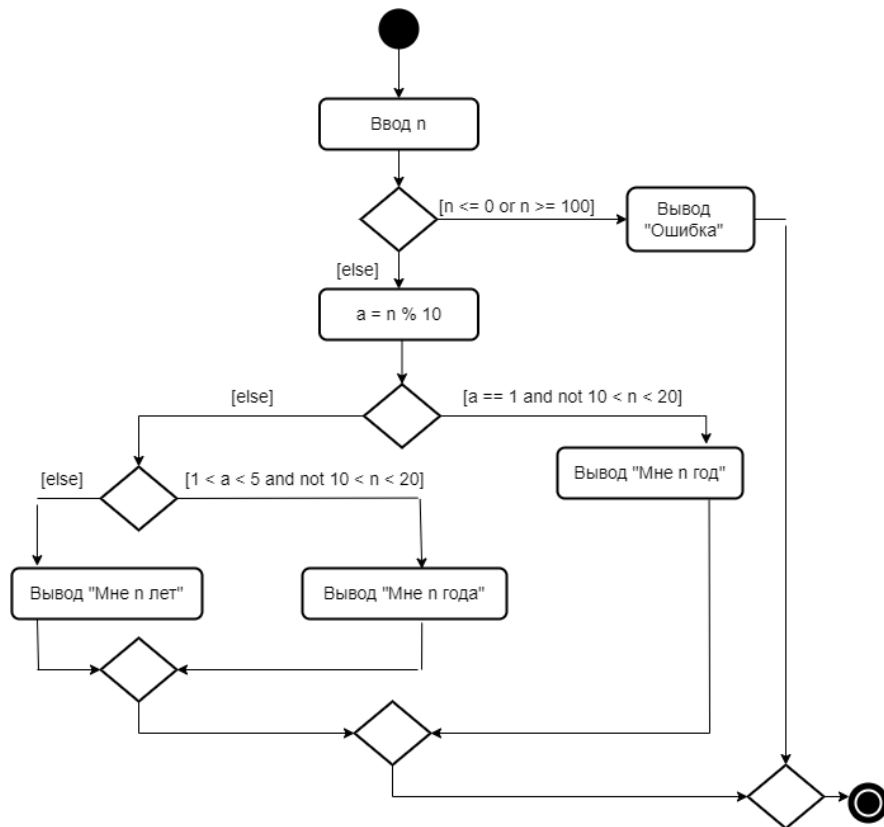 Ввод n
[n <= 0 or n >= 100]
Вывод
"Ошибка"
[else]
a = n % 10
[else]
[a == 1 and not 10 < n < 20]
Вывод "Мне n год"
[else]
[1 < a < 5 and not 10 < n < 20]
Вывод "Мне n лет"
Вывод "Мне n года"